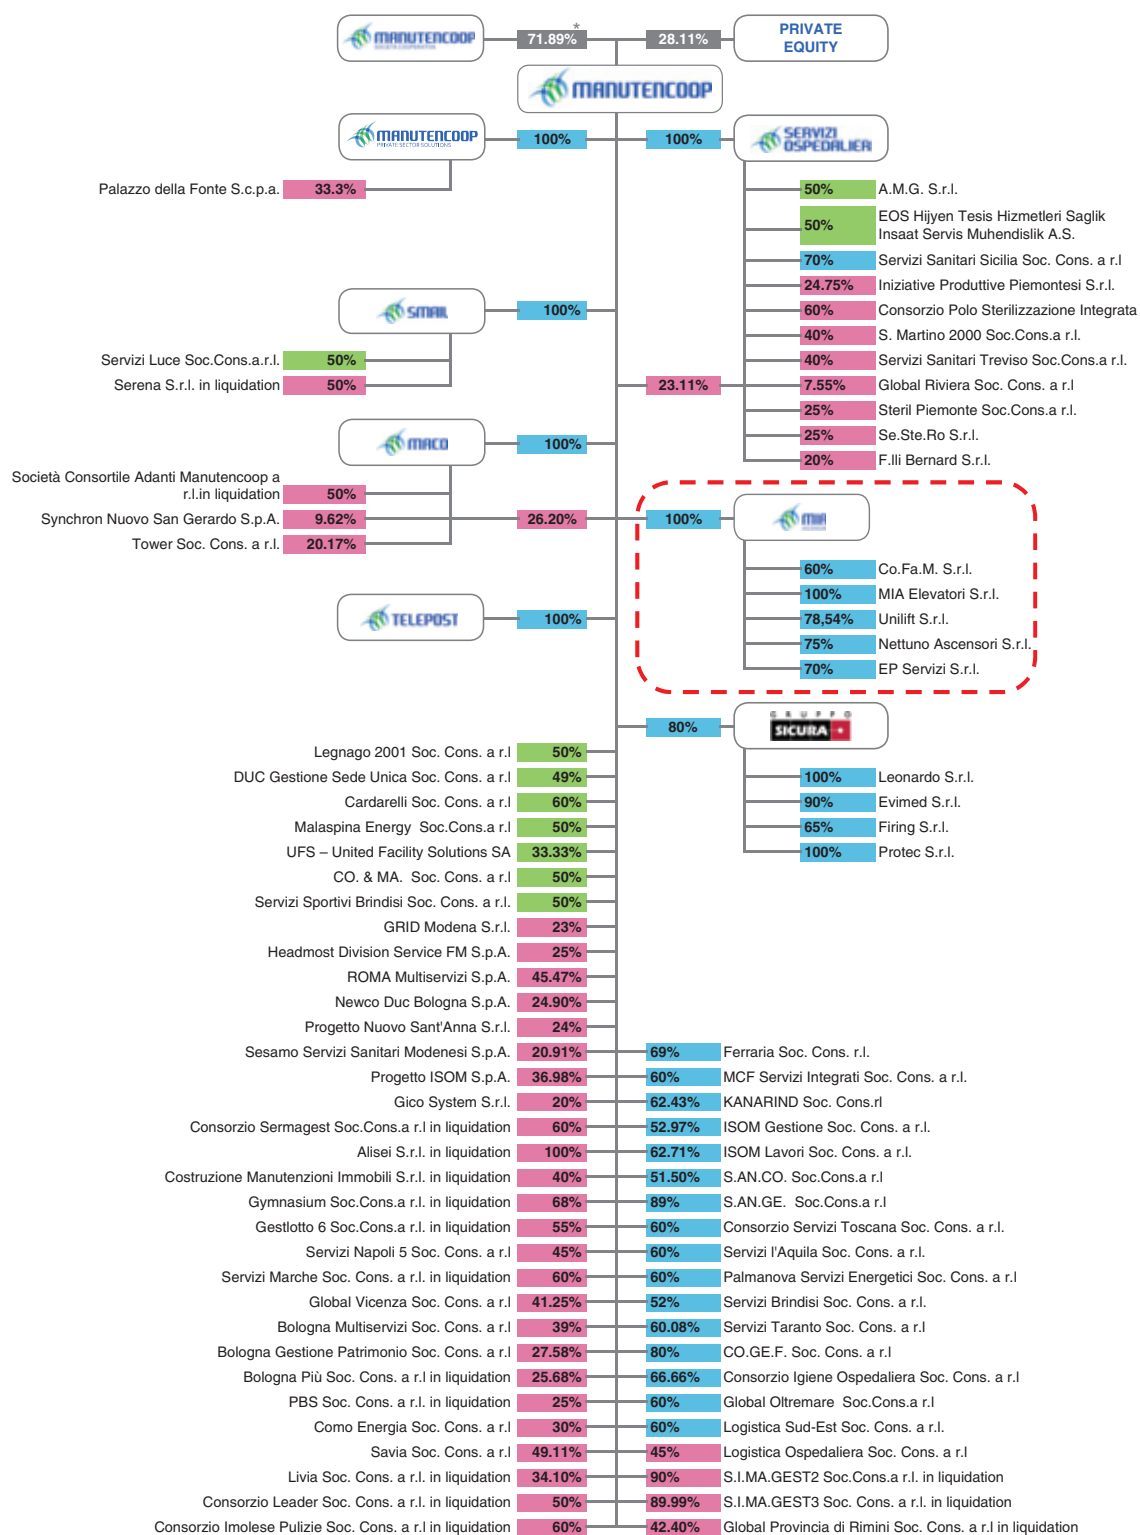 MANUTENCOOP
SOCIETÀ COOPERATIVA
71.89%
*
28.11%
PRIVATE
EQUITY
MANUTENCOOP
MANUTENCOOP
PRIVATE SECTOR SOLUTIONS
100%
100%
SERVIZI
OSPEDALIERI
Palazzo della Fonte S.c.p.a. 33.3%
50% A.M.G. S.r.l.
50% EOS Hijyen Tesis Hizmetleri Saglik
Insaat Servis Muhendislik A.S.
70% Servizi Sanitari Sicilia Soc. Cons. a r.l
24.75% Iniziative Produttive Piemontesi S.r.l.
60% Consorzio Polo Sterilizzazione Integrata
40% S. Martino 2000 Soc.Cons.a r.l.
40% Servizi Sanitari Treviso Soc.Cons.a r.l.
23.11%
7.55% Global Riviera Soc. Cons. a r.l
25% Steril Piemonte Soc.Cons.a r.l.
25% Se.Ste.Ro S.r.l.
20% F.lli Bernard S.r.l.
SMAIL
100%
Servizi Luce Soc.Cons.a.r.l. 50%
Serena S.r.l. in liquidation 50%
MACO
100%
Società Consortile Adanti Manutencoop a
r.l.in liquidation 50%
Synchron Nuovo San Gerardo S.p.A. 9.62%
26.20%
Tower Soc. Cons. a r.l. 20.17%
100%
MIA
60% Co.Fa.M. S.r.l.
100% MIA Elevatori S.r.l.
78,54% Unilift S.r.l.
75% Nettuno Ascensori S.r.l.
70% EP Servizi S.r.l.
TELEPOST
100%
80%
GRUPPO
SICURA
100% Leonardo S.r.l.
90% Evimed S.r.l.
65% Firing S.r.l.
100% Protec S.r.l.
Legnago 2001 Soc. Cons. a r.l 50%
DUC Gestione Sede Unica Soc. Cons. a r.l 49%
Cardarelli Soc. Cons. a r.l 60%
Malaspina Energy Soc.Cons.a r.l 50%
UFS – United Facility Solutions SA 33.33%
CO. & MA. Soc. Cons. a r.l 50%
Servizi Sportivi Brindisi Soc. Cons. a r.l. 50%
GRID Modena S.r.l. 23%
Headmost Division Service FM S.p.A. 25%
ROMA Multiservizi S.p.A. 45.47%
Newco Duc Bologna S.p.A. 24.90%
Progetto Nuovo Sant'Anna S.r.l. 24%
Sesamo Servizi Sanitari Modenesi S.p.A. 20.91%
Progetto ISOM S.p.A. 36.98%
Gico System S.r.l. 20%
Consorzio Sermagest Soc.Cons.a r.l in liquidation 60%
Alisei S.r.l. in liquidation 100%
Costruzione Manutenzioni Immobili S.r.l. in liquidation 40%
Gymnasium Soc.Cons.a r.l. in liquidation 68%
Gestlotto 6 Soc.Cons.a r.l. in liquidation 55%
Servizi Napoli 5 Soc. Cons. a r.l 45%
Servizi Marche Soc. Cons. a r.l. in liquidation 60%
Global Vicenza Soc. Cons. a r.l 41.25%
Bologna Multiservizi Soc. Cons. a r.l 39%
Bologna Gestione Patrimonio Soc. Cons. a r.l 27.58%
Bologna Più Soc. Cons. a r.l in liquidation 25.68%
PBS Soc. Cons. a r.l. in liquidation 25%
Como Energia Soc. Cons. a r.l 30%
Savia Soc. Cons. a r.l 49.11%
Livia Soc. Cons. a r.l. in liquidation 34.10%
Consorzio Leader Soc. Cons. a r.l. in liquidation 50%
Consorzio Imolese Pulizie Soc. Cons. a r.l in liquidation 60%
69% Ferraria Soc. Cons. r.l.
60% MCF Servizi Integrati Soc. Cons. a r.l.
62.43% KANARIND Soc. Cons.rl
52.97% ISOM Gestione Soc. Cons. a r.l.
62.71% ISOM Lavori Soc. Cons. a r.l.
51.50% S.AN.CO. Soc.Cons.a r.l
89% S.AN.GE. Soc.Cons.a r.l
60% Consorzio Servizi Toscana Soc. Cons. a r.l.
60% Servizi l'Aquila Soc. Cons. a r.l.
60% Palmanova Servizi Energetici Soc. Cons. a r.l
52% Servizi Brindisi Soc. Cons. a r.l.
60.08% Servizi Taranto Soc. Cons. a r.l
80% CO.GE.F. Soc. Cons. a r.l
66.66% Consorzio Igiene Ospedaliera Soc. Cons. a r.l
60% Global Oltremare Soc.Cons.a r.l
60% Logistica Sud-Est Soc. Cons. a r.l.
45% Logistica Ospedaliera Soc. Cons. a r.l
90% S.I.MA.GEST2 Soc.Cons.a r.l. in liquidation
89.99% S.I.MA.GEST3 Soc. Cons. a r.l. in liquidation
42.40% Global Provincia di Rimini Soc. Cons. a r.l in liquidation